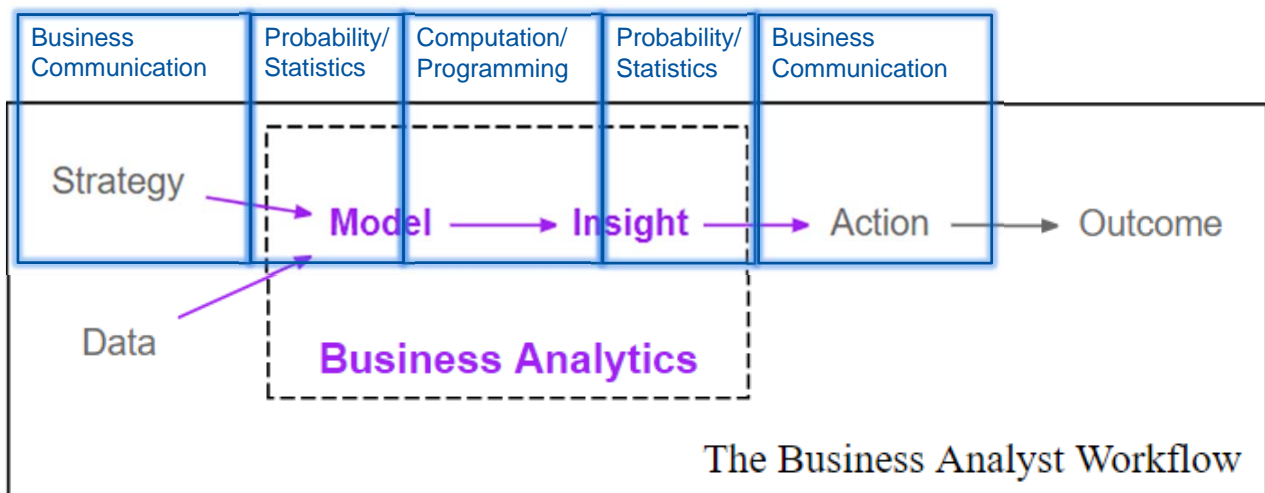 Business
Communication
Probability/
Statistics
Computation/
Programming
Probability/
Statistics
Business
Communication
Strategy
Model
Insight
Action
Outcome
Data
Business Analytics
The Business Analyst Workflow